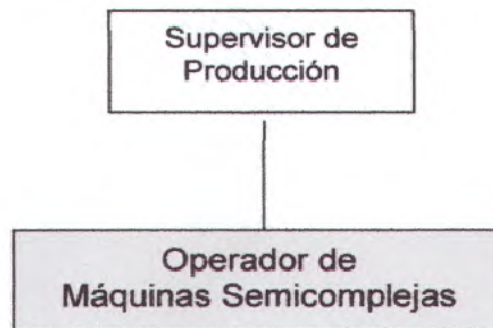 Supervisor de
Producción
Operador de
Máquinas Semicomplejas